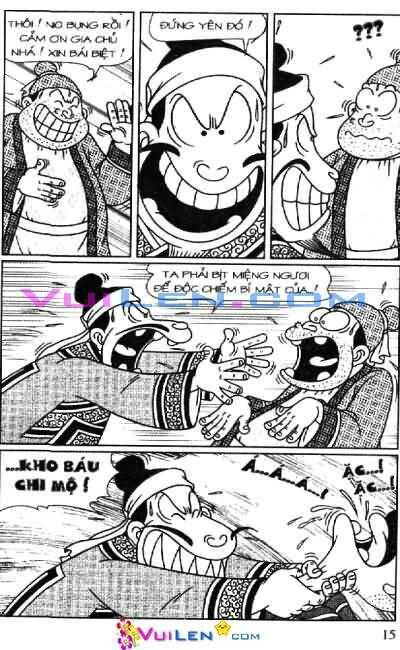 THÔI! NO BỤNG RỒI!
CẢM ƠN GIA CHỦ
NHÁ! XIN BÁI BIỆT!
ĐỨNG YÊN ĐÓ!
???
TA PHẢI BỊT MIỆNG NGƯƠI
ĐỂ ĐỘC CHIẾM BÍ MẬT CỦA...!
VUILEN.COM
...KHO BÁU
CHI MỘ!
Á...Á...Á...!
ẶC...!
ẶC...!
15
VUILEN.COM